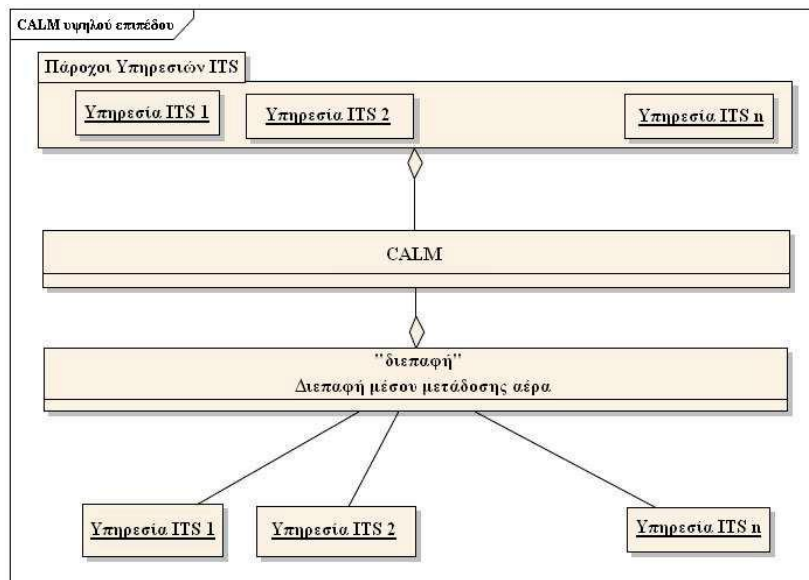 CALM υψηλού επιπέδου
Πάροχοι Υπηρεσιών ITS
Υπηρεσία ITS 1
Υπηρεσία ITS 2
Υπηρεσία ITS n
CALM
"διεπαφή"
Διεπαφή μέσου μετάδοσης αέρα
Υπηρεσία ITS 1
Υπηρεσία ITS 2
Υπηρεσία ITS n